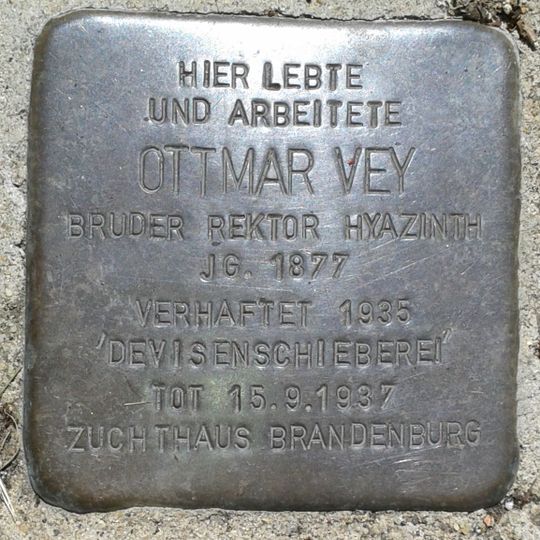 HIER LEBTE
UND ARBEITETE
OTTMAR VEY
BRUDER REKTOR HYAZINTH
JG. 1877
VERHAFTET 1935
'DEVISENSCHIEBEREI'
TOT 15.9.1937
ZUCHTHAUS BRANDENBURG